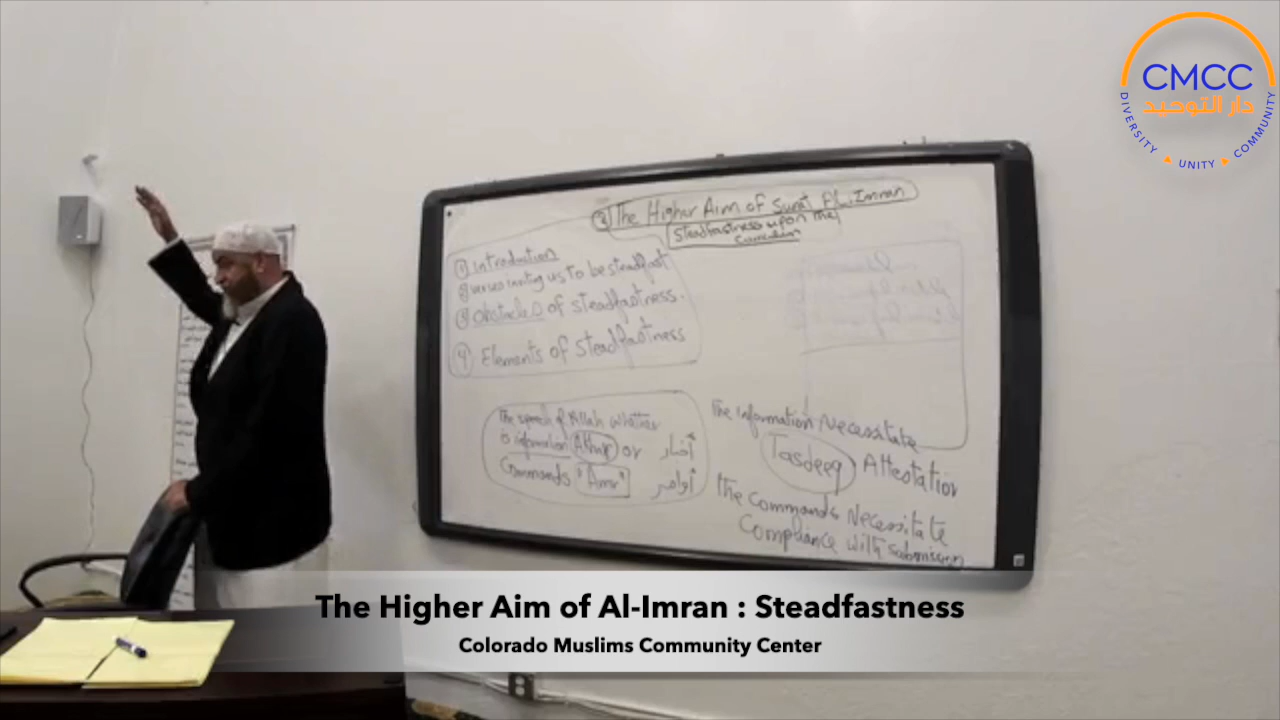 CMCC
دار التوحيد
DIVERSITY ▲ UNITY ▲ COMMUNITY
③ The Higher Aim of Surat Al-Imran
Steadfastness upon the
① introduction
② verses inviting us to be steadfast
③ obstacles of steadfastness.
④ Elements of steadfastness
The speech of Allah whether
is information or أخبار
Commands "Amr" أوامر
The Information Necessitate
Tasdeeq Attestation
The commands Necessitate
Compliance with submission
The Higher Aim of Al-Imran : Steadfastness
Colorado Muslims Community Center